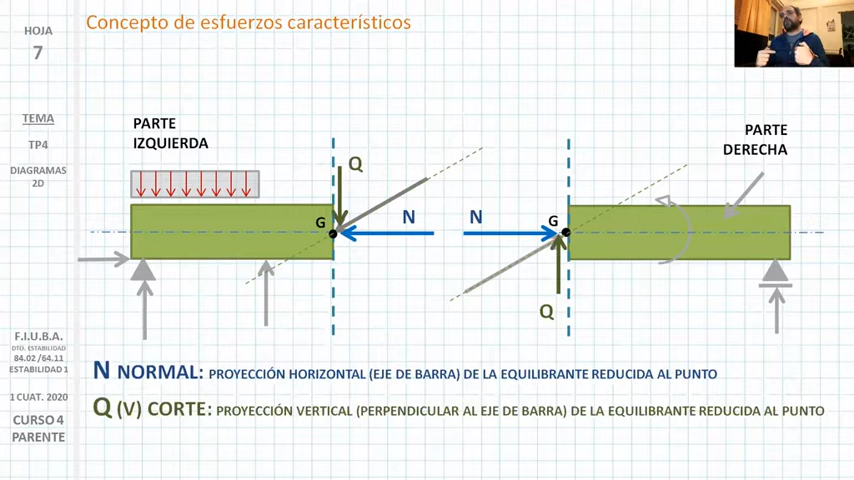 HOJA
7
TEMA
TP4
DIAGRAMAS
2D
F.I.U.B.A.
DTO. ESTABILIDAD
84.02 /64.11
ESTABILIDAD 1
1 CUAT. 2020
CURSO 4
PARENTE
Concepto de esfuerzos característicos
PARTE
IZQUIERDA
PARTE
DERECHA
Q
G
N
N
G
Q
N NORMAL: PROYECCIÓN HORIZONTAL (EJE DE BARRA) DE LA EQUILIBRANTE REDUCIDA AL PUNTO
Q (V) CORTE: PROYECCIÓN VERTICAL (PERPENDICULAR AL EJE DE BARRA) DE LA EQUILIBRANTE REDUCIDA AL PUNTO